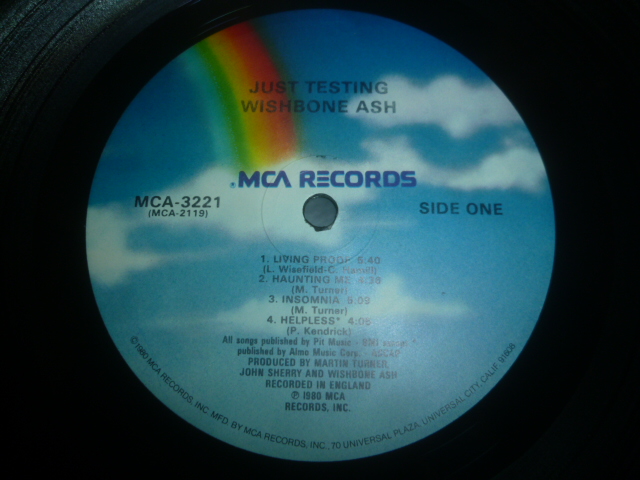 JUST TESTING
WISHBONE ASH
MCA RECORDS
MCA-3221
(MCA-2119)
SIDE ONE
1. LIVING PROOF 5:40
(L. Wisefield-C. Hamill)
2. HAUNTING ME
(M. Turner)
3. INSOMNIA 5:09
(M. Turner)
4. HELPLESS* 4:08
(P. Kendrick)
All songs published by Pit Music - BMI except *
published by Almo Music Corp. - ASCAP
PRODUCED BY MARTIN TURNER,
JOHN SHERRY AND WISHBONE ASH
RECORDED IN ENGLAND
℗ 1980 MCA
RECORDS, INC.
© 1980 MCA RECORDS, INC. MFD. BY MCA RECORDS, INC., 70 UNIVERSAL PLAZA, UNIVERSAL CITY, CALIF. 91608